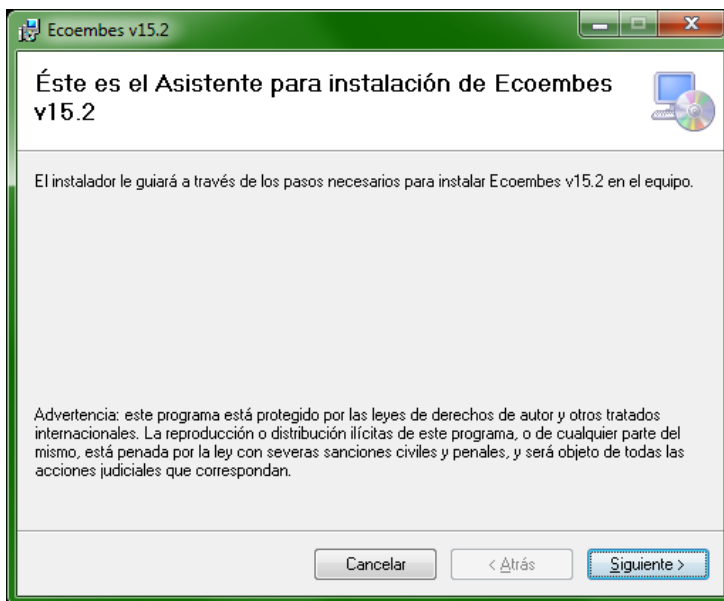 Ecoembes v15.2
Éste es el Asistente para instalación de Ecoembes
v15.2
El instalador le guiará a través de los pasos necesarios para instalar Ecoembes v15.2 en el equipo.
Advertencia: este programa está protegido por las leyes de derechos de autor y otros tratados
internacionales. La reproducción o distribución ilícitas de este programa, o de cualquier parte del
mismo, está penada por la ley con severas sanciones civiles y penales, y será objeto de todas las
acciones judiciales que correspondan.
Cancelar < Atrás Siguiente >